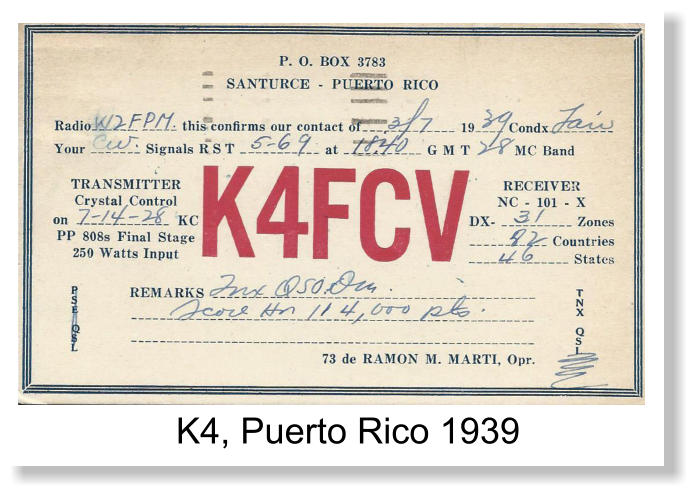 P. O. BOX 3783
SANTURCE - PUERTO RICO
Radio W2FPM. this confirms our contact of 3/7 1939 Condx Fair
Your CW. Signals R S T 5-69 at 1840 G M T 28 MC Band
TRANSMITTER
Crystal Control
on 7-14-28 KC
PP 808s Final Stage
250 Watts Input
K4FCV
RECEIVER
NC - 101 - X
DX- 31 Zones
82 Countries
46 States
PSE QSL
REMARKS Tnx QSO Om.
Score Hr 114,000 pts.
TNX QSL
73 de RAMON M. MARTI, Opr.
K4, Puerto Rico 1939